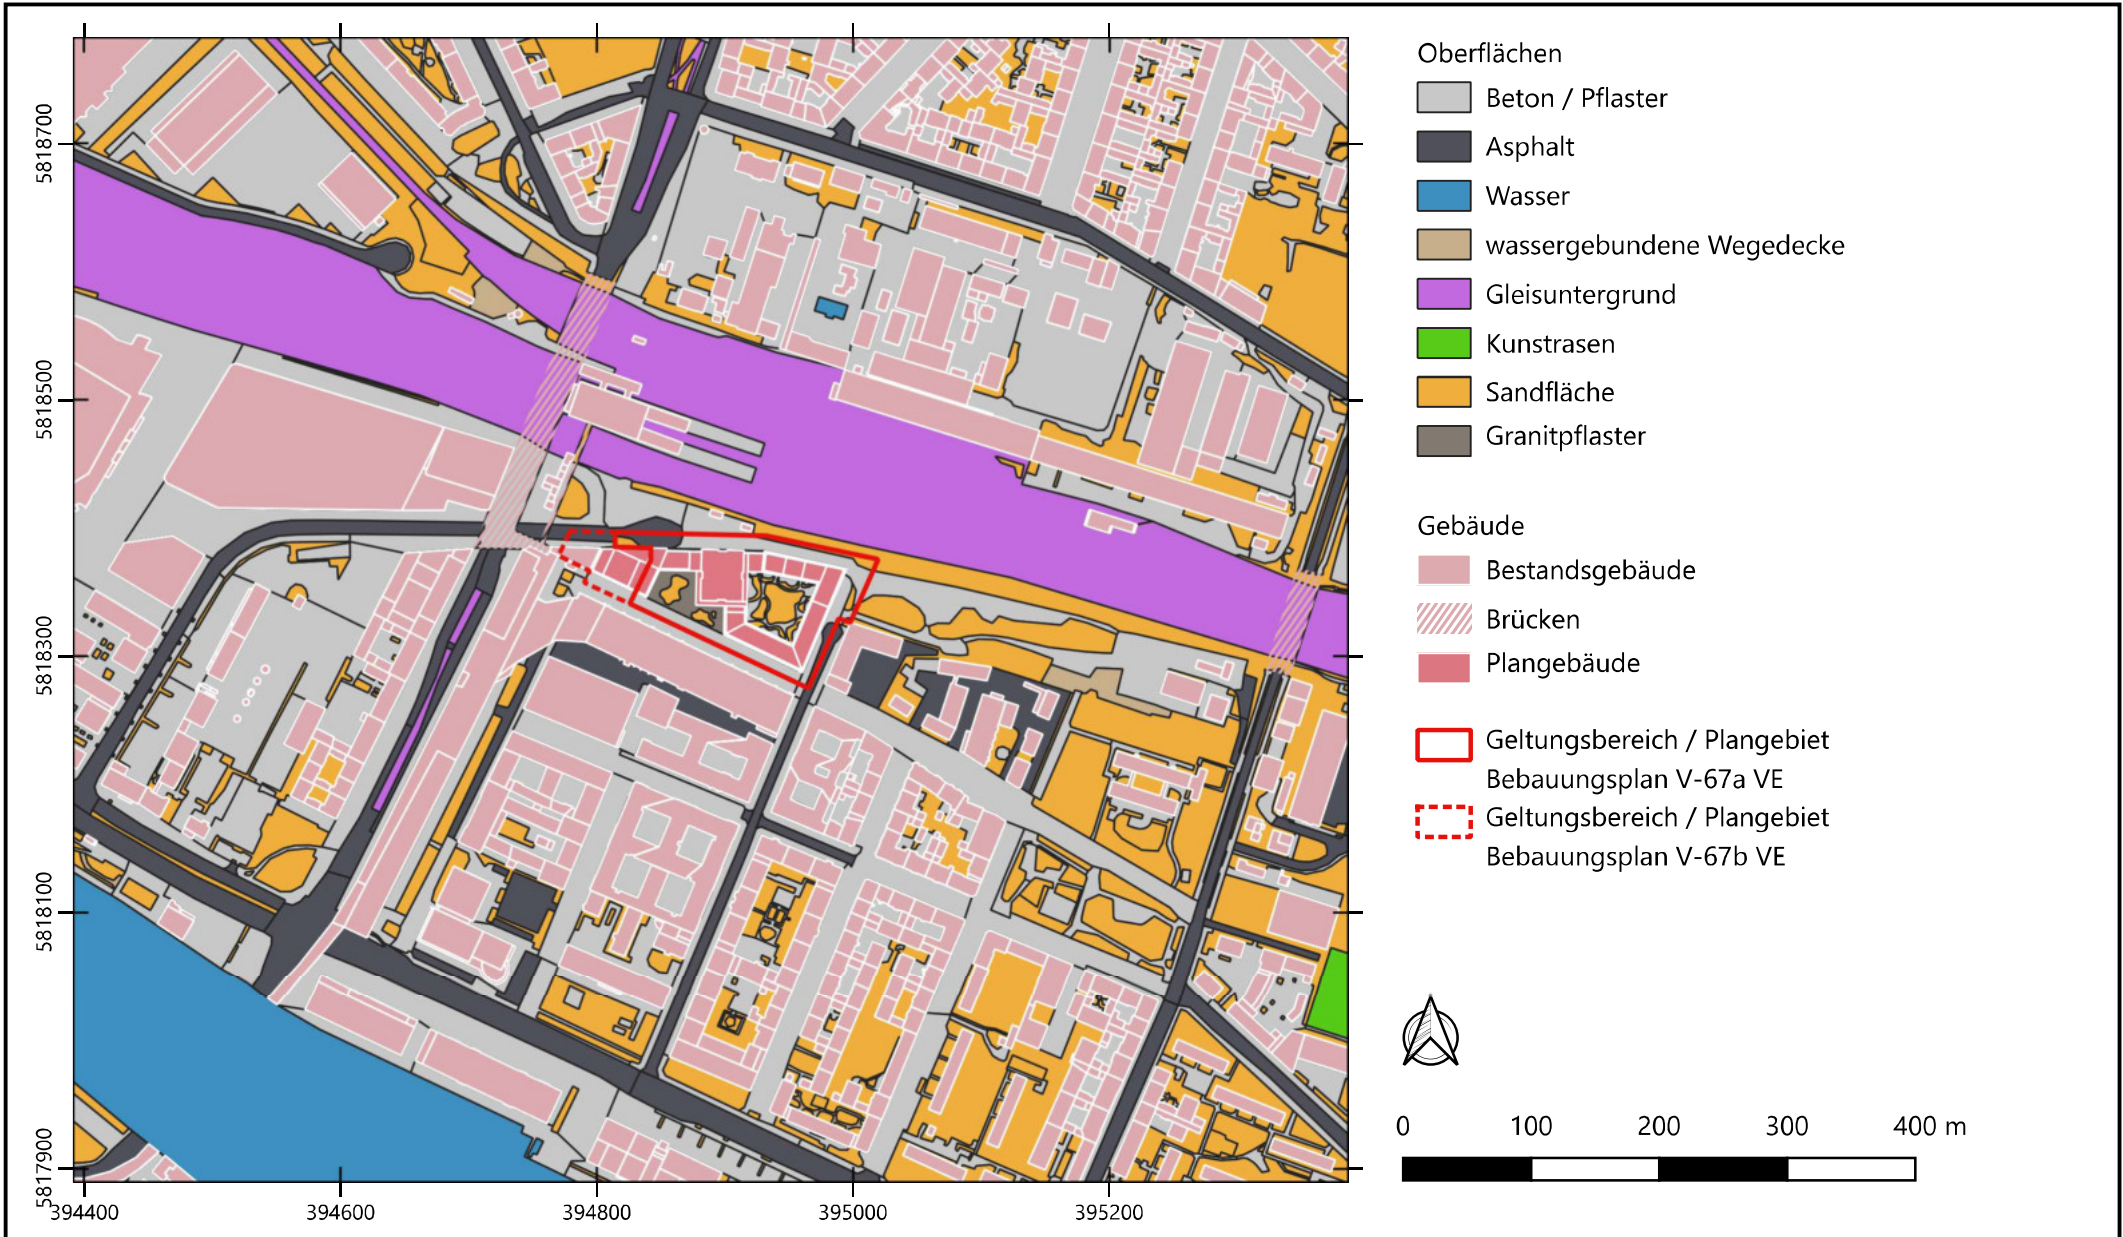 5818700
5818500
5818300
5818100
5817900
394400
394600
394800
395000
395200
Oberflächen
Beton / Pflaster
Asphalt
Wasser
wassergebundene Wegedecke
Gleisuntergrund
Kunstrasen
Sandfläche
Granitpflaster
Gebäude
Bestandsgebäude
Brücken
Plangebäude
Geltungsbereich / Plangebiet
Bebauungsplan V-67a VE
Geltungsbereich / Plangebiet
Bebauungsplan V-67b VE
0 100 200 300 400 m